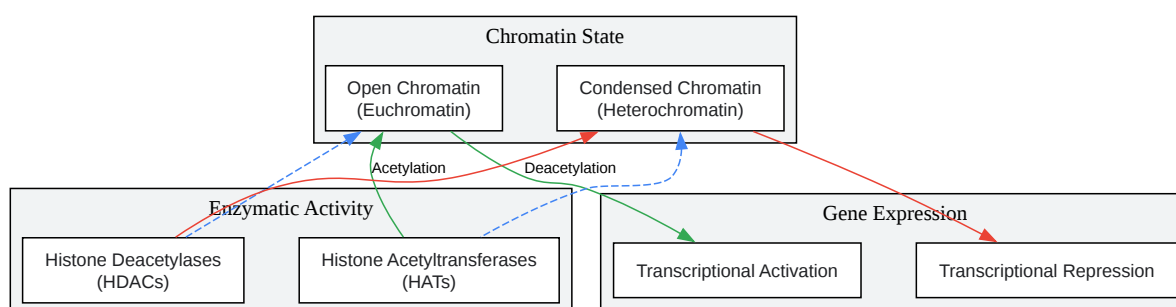 Chromatin State
Open Chromatin
(Euchromatin)
Condensed Chromatin
(Heterochromatin)
Acetylation
Deacetylation
Enzymatic Activity
Gene Expression
Histone Deacetylases
(HDACs)
Histone Acetyltransferases
(HATs)
Transcriptional Activation
Transcriptional Repression